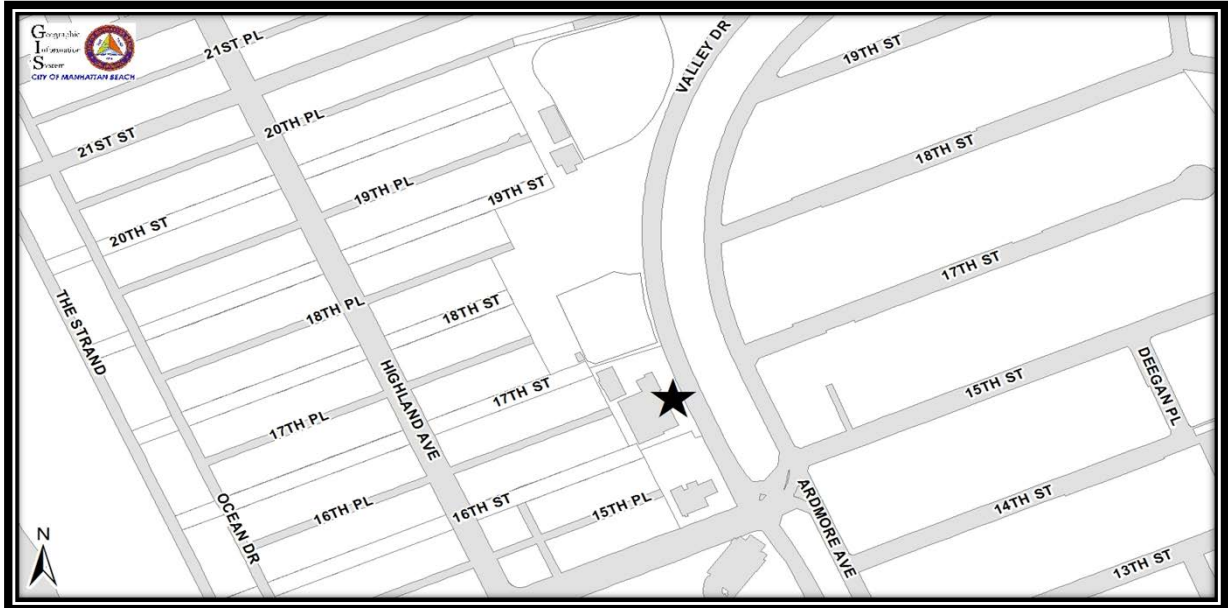 Geographic
Information
System
CITY OF MANHATTAN BEACH
21ST PL
VALLEY DR
19TH ST
21ST ST
20TH PL
18TH ST
19TH PL
19TH ST
20TH ST
17TH ST
THE STRAND
18TH PL
18TH ST
DEEGAN PL
HIGHLAND AVE
17TH ST
15TH ST
17TH PL
OCEAN DR
16TH PL
16TH ST
15TH PL
ARDMORE AVE
14TH ST
13TH ST
N